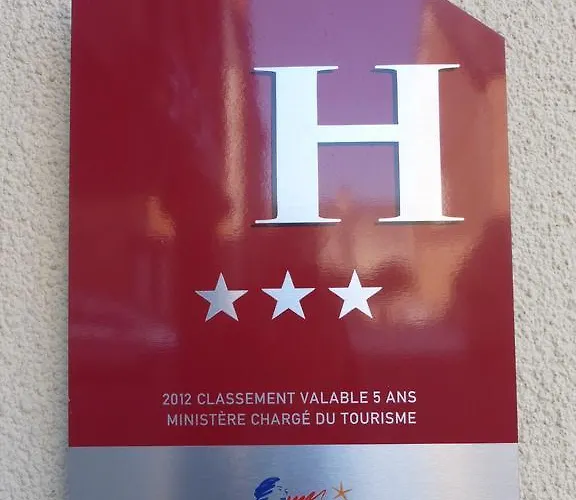 H
2012 CLASSEMENT VALABLE 5 ANS
MINISTÈRE CHARGÉ DU TOURISME